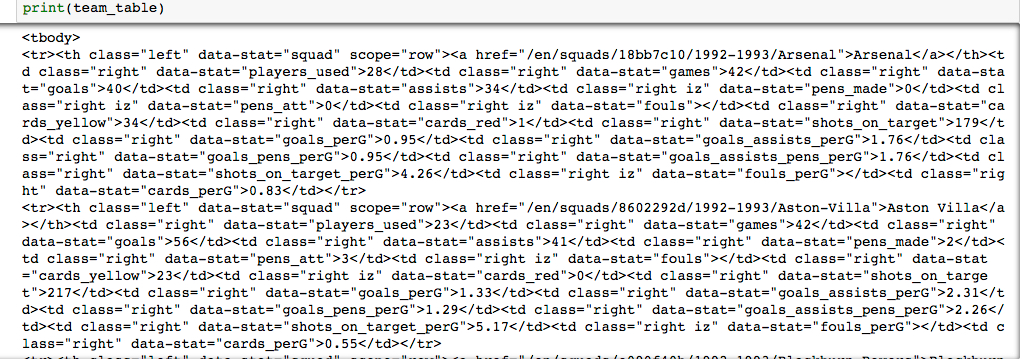 print(team_table)
<tbody>
<tr><th class="left" data-stat="squad" scope="row"><a href="/en/squads/18bb7c10/1992-1993/Arsenal">Arsenal</a></th><t
d class="right" data-stat="players_used">28</td><td class="right" data-stat="games">42</td><td class="right" data-sta
t="goals">40</td><td class="right" data-stat="assists">34</td><td class="right iz" data-stat="pens_made">0</td><td cl
ass="right iz" data-stat="pens_att">0</td><td class="right iz" data-stat="fouls"></td><td class="right" data-stat="ca
rds_yellow">34</td><td class="right" data-stat="cards_red">1</td><td class="right" data-stat="shots_on_target">179</t
d><td class="right" data-stat="goals_perG">0.95</td><td class="right" data-stat="goals_assists_perG">1.76</td><td cla
ss="right" data-stat="goals_pens_perG">0.95</td><td class="right" data-stat="goals_assists_pens_perG">1.76</td><td cl
ass="right" data-stat="shots_on_target_perG">4.26</td><td class="right iz" data-stat="fouls_perG"></td><td class="rig
ht" data-stat="cards_perG">0.83</td></tr>
<tr><th class="left" data-stat="squad" scope="row"><a href="/en/squads/8602292d/1992-1993/Aston-Villa">Aston Villa</a
></th><td class="right" data-stat="players_used">23</td><td class="right" data-stat="games">42</td><td class="right"
data-stat="goals">56</td><td class="right" data-stat="assists">41</td><td class="right" data-stat="pens_made">2</td><
td class="right" data-stat="pens_att">3</td><td class="right iz" data-stat="fouls"></td><td class="right" data-stat
="cards_yellow">23</td><td class="right iz" data-stat="cards_red">0</td><td class="right" data-stat="shots_on_targe
t">217</td><td class="right" data-stat="goals_perG">1.33</td><td class="right" data-stat="goals_assists_perG">2.31</t
d><td class="right" data-stat="goals_pens_perG">1.29</td><td class="right" data-stat="goals_assists_pens_perG">2.26</
td><td class="right" data-stat="shots_on_target_perG">5.17</td><td class="right iz" data-stat="fouls_perG"></td><td c
lass="right" data-stat="cards_perG">0.55</td></tr>